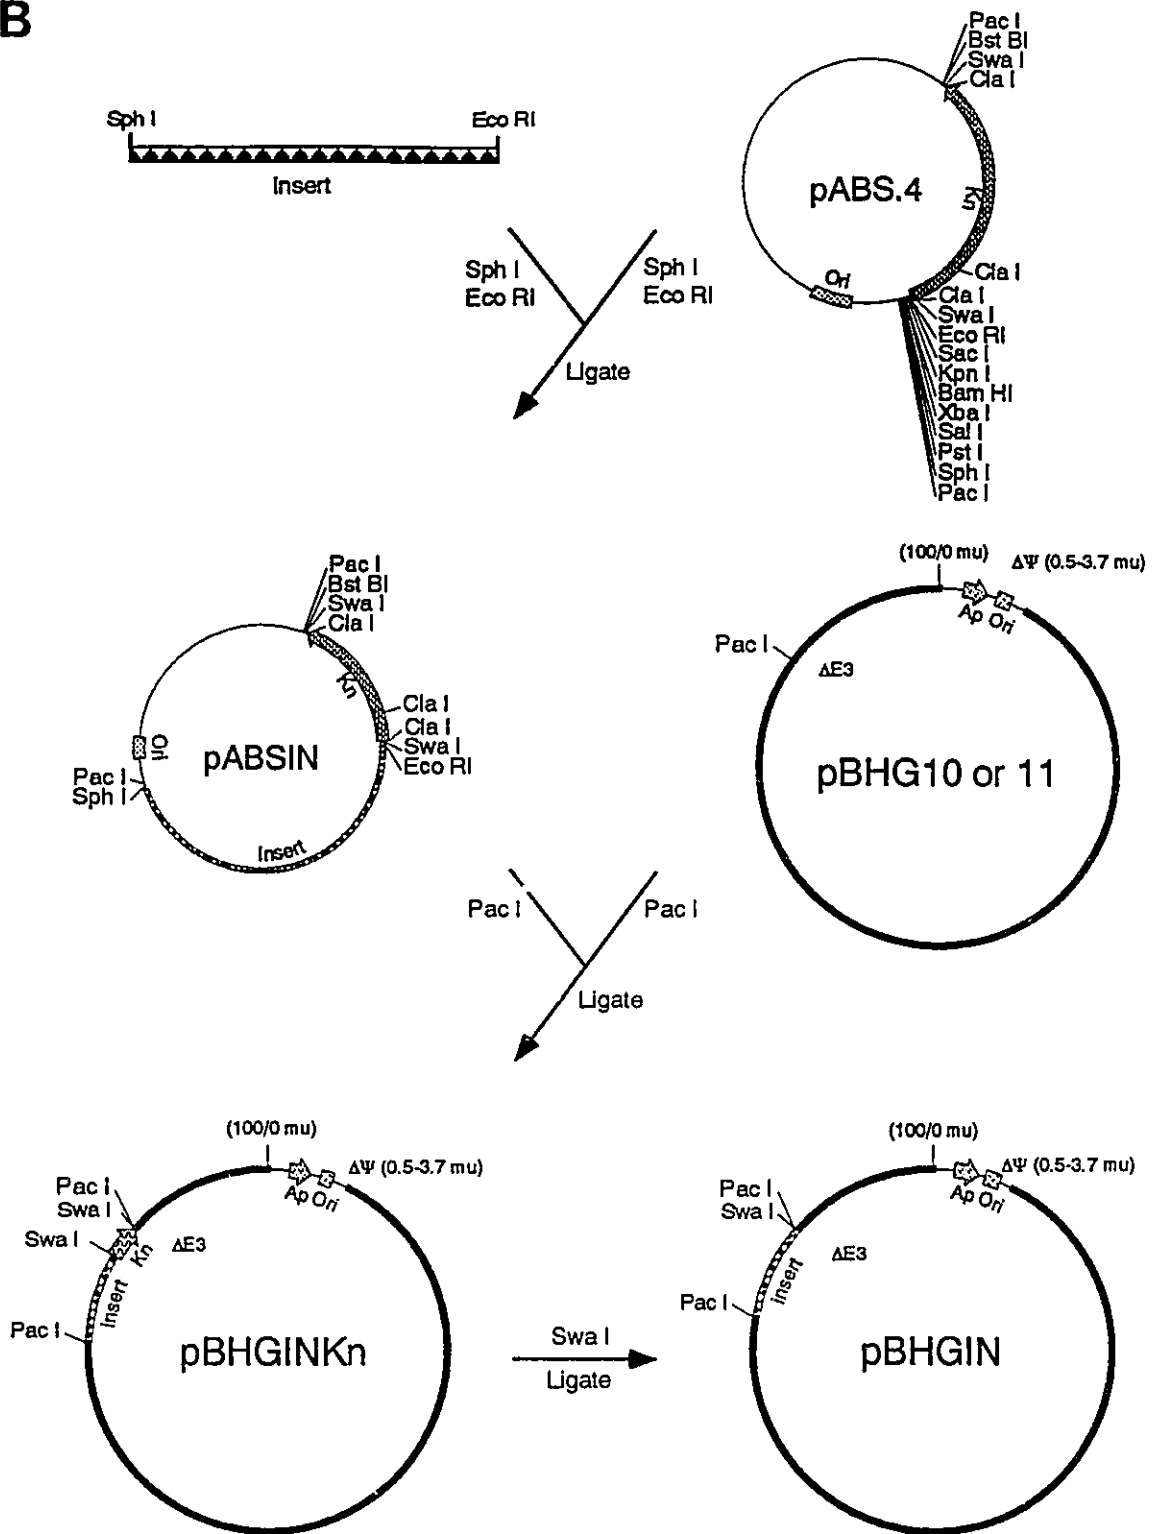 B
Sph I
Eco RI
Insert
Pac I
Bst BI
Swa I
Cla I
pABS.4
Kn
Ori
Cla I
Cla I
Swa I
Eco RI
Sac I
Kpn I
Bam HI
Xba I
Sal I
Pst I
Sph I
Pac I
Sph I
Eco RI
Sph I
Eco RI
Ligate
Pac I
Bst BI
Swa I
Cla I
Kn
Cla I
Cla I
Swa I
Eco RI
Ori
pABSIN
Pac I
Sph I
Insert
(100/0 mu)
ΔΨ (0.5-3.7 mu)
Ap Ori
Pac I
ΔE3
pBHG10 or 11
Pac I
Pac I
Ligate
(100/0 mu)
ΔΨ (0.5-3.7 mu)
Ap Ori
Pac I
Swa I
Swa I
Kn
ΔE3
Insert
Pac I
pBHGINKn
Swa I
Ligate
(100/0 mu)
ΔΨ (0.5-3.7 mu)
Ap Ori
Pac I
Swa I
ΔE3
insert
Pac I
pBHGIN